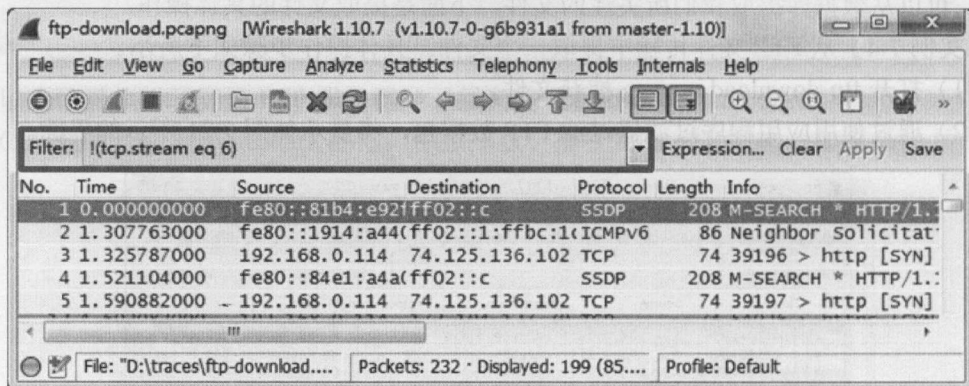 ftp-download.pcapng [Wireshark 1.10.7 (v1.10.7-0-g6b931a1 from master-1.10)]
File Edit View Go Capture Analyze Statistics Telephony Tools Internals Help
Filter: !(tcp.stream eq 6) Expression... Clear Apply Save
No. Time Source Destination Protocol Length Info
1 0.000000000 fe80::81b4:e921 ff02::c SSDP 208 M-SEARCH * HTTP/1.
2 1.307763000 fe80::1914:a44( ff02::1:ffbc:1c ICMPv6 86 Neighbor Solicitat
3 1.325787000 192.168.0.114 74.125.136.102 TCP 74 39196 > http [SYN]
4 1.521104000 fe80::84e1:a4a( ff02::c SSDP 208 M-SEARCH * HTTP/1.
5 1.590882000 192.168.0.114 74.125.136.102 TCP 74 39197 > http [SYN]
File: "D:\traces\ftp-download.... Packets: 232 · Displayed: 199 (85.... Profile: Default